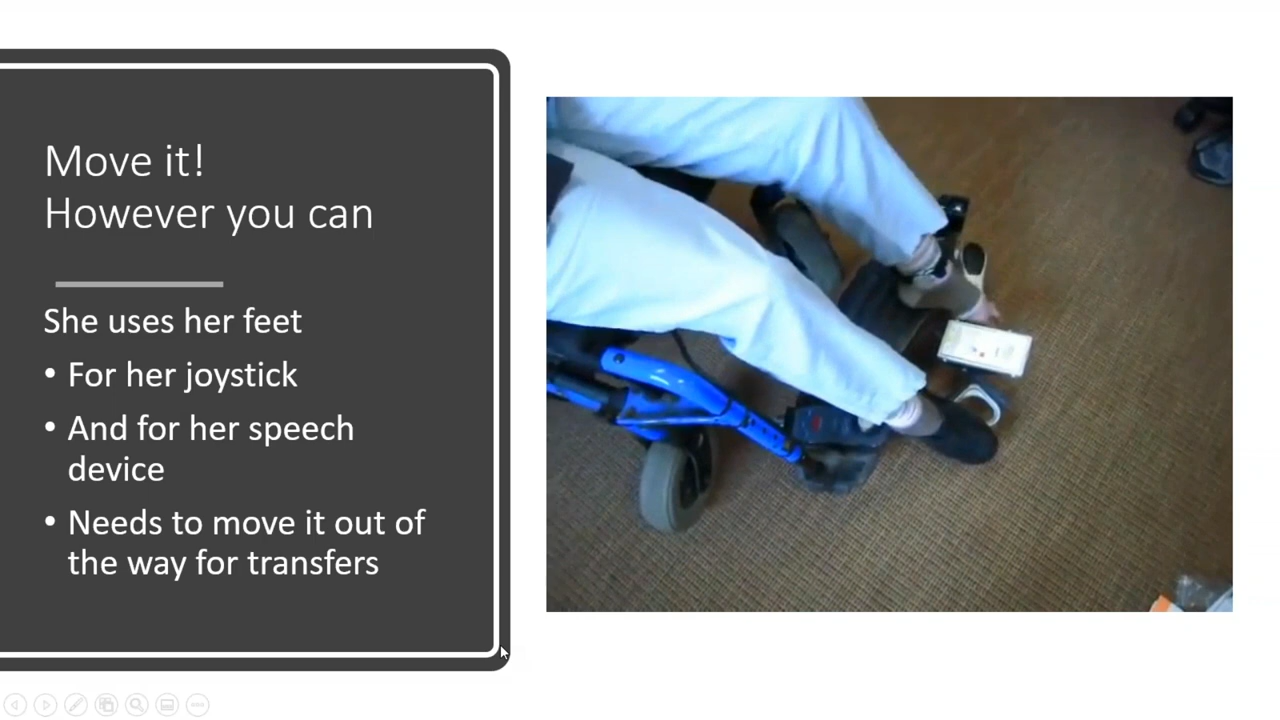 Move it!
However you can
She uses her feet
• For her joystick
• And for her speech
device
• Needs to move it out of
the way for transfers